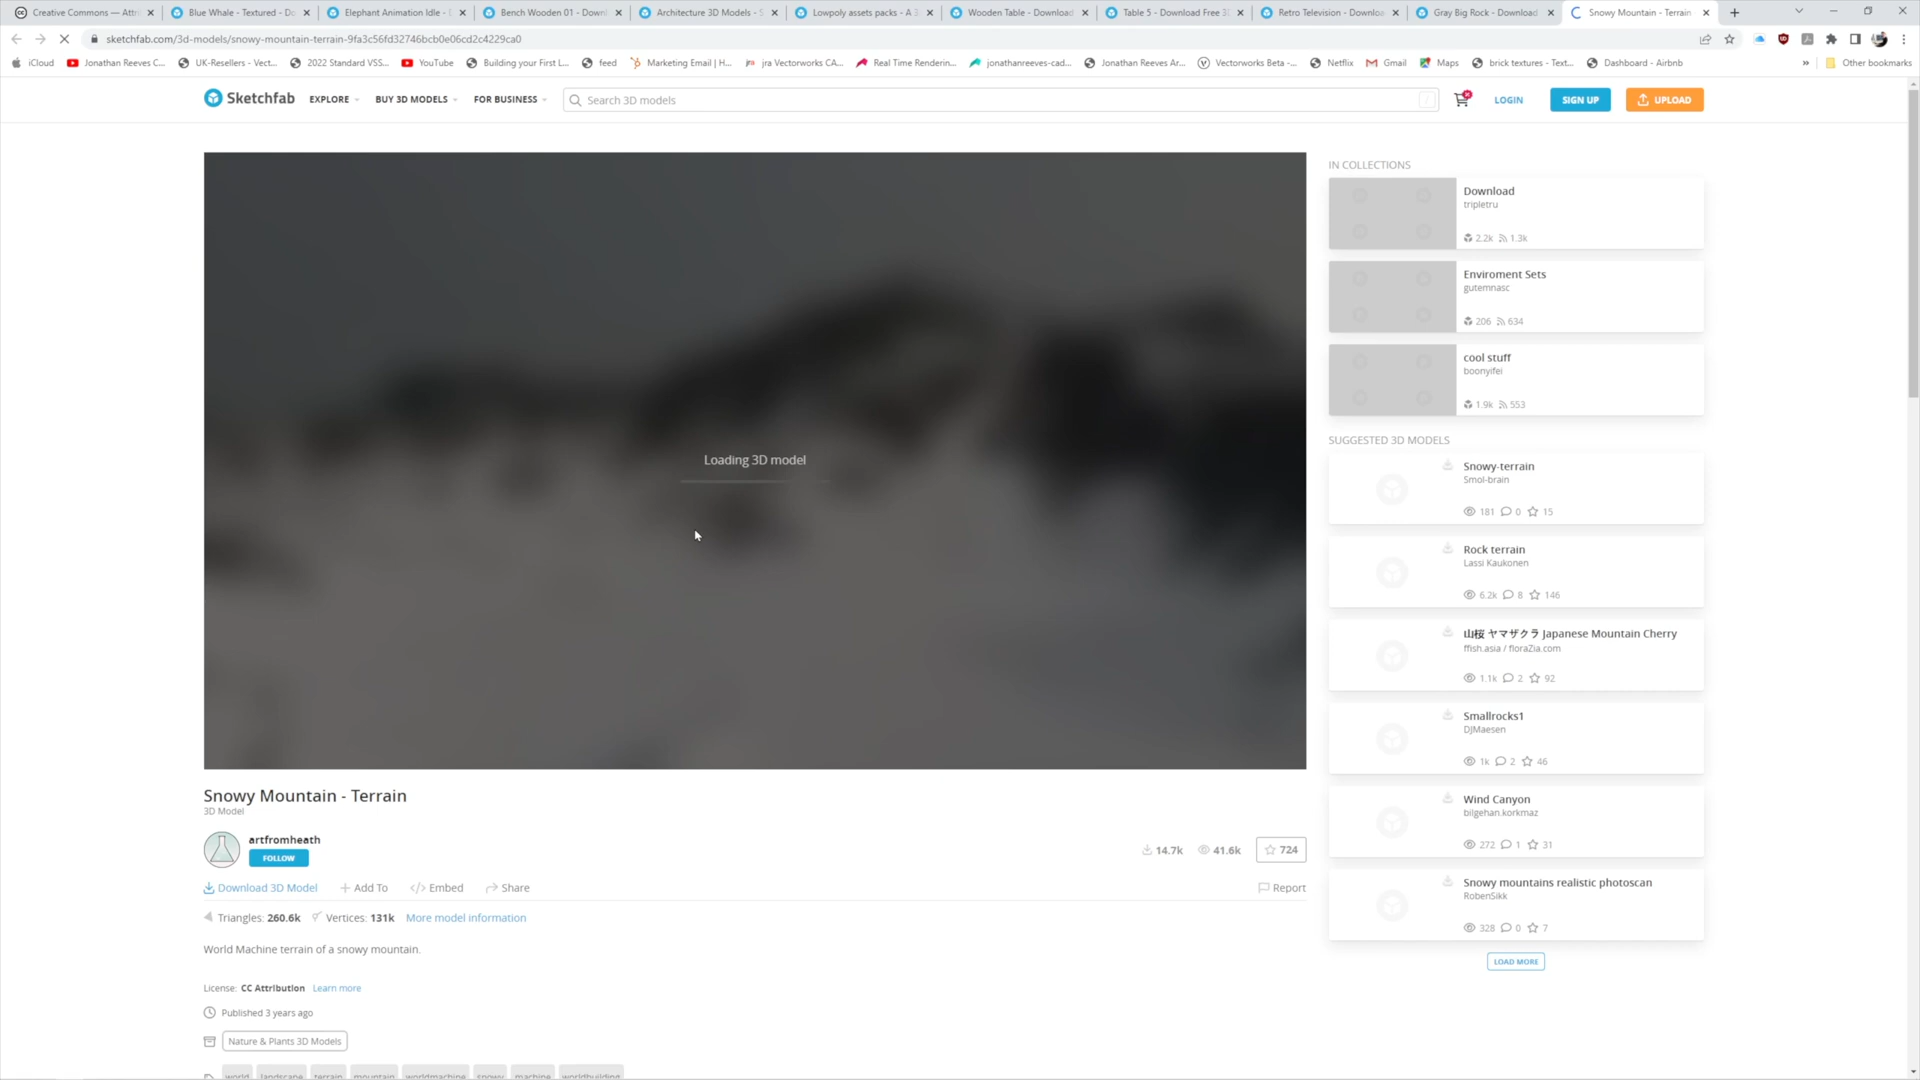 Creative Commons — Attri
Blue Whale - Textured - Do
Elephant Animation Idle -
Bench Wooden 01 - Downl
Architecture 3D Models - S
Lowpoly assets packs - A 3
Wooden Table - Download
Table 5 - Download Free 3D
Retro Television - Downloa
Gray Big Rock - Download
Snowy Mountain - Terrain
sketchfab.com/3d-models/snowy-mountain-terrain-9fa3c56fd32746bcb0e06cd2c4229ca0
iCloud
Jonathan Reeves C...
UK-Resellers - Vect...
2022 Standard VSS...
YouTube
Building your First L...
feed
Marketing Email | H...
jra Vectorworks CA...
Real Time Renderin...
jonathanreeves-cad...
Jonathan Reeves Ar...
Vectorworks Beta -...
Netflix
Gmail
Maps
brick textures - Text...
Dashboard - Airbnb
»
Other bookmarks
Sketchfab
EXPLORE
BUY 3D MODELS
FOR BUSINESS
Search 3D models
/
LOGIN
SIGN UP
UPLOAD
Loading 3D model
IN COLLECTIONS
Download
tripletru
2.2k 1.3k
Enviroment Sets
gutemnasc
206 634
cool stuff
boonyifei
1.9k 553
SUGGESTED 3D MODELS
Snowy-terrain
Smol-brain
181 0 15
Rock terrain
Lassi Kaukonen
6.2k 8 146
山桜 ヤマザクラ Japanese Mountain Cherry
ffish.asia / floraZia.com
1.1k 2 92
Smallrocks1
DJMaesen
1k 2 46
Wind Canyon
bilgehan.korkmaz
272 1 31
Snowy mountains realistic photoscan
RobenSikk
328 0 7
LOAD MORE
Snowy Mountain - Terrain
3D Model
artfromheath
FOLLOW
14.7k 41.6k 724
Download 3D Model
Add To
Embed
Share
Report
Triangles: 260.6k Vertices: 131k More model information
World Machine terrain of a snowy mountain.
License: CC Attribution Learn more
Published 3 years ago
Nature & Plants 3D Models
world landscape terrain mountain worldmachine snowy machine worldbuilding